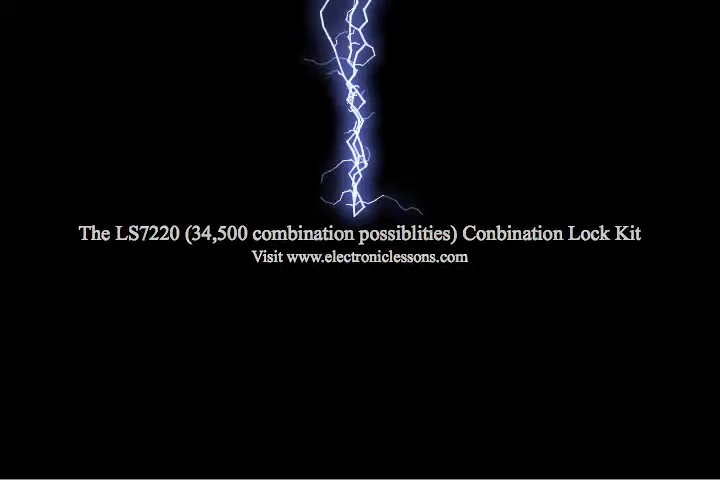 The LS7220 (34,500 combination possiblities) Conbination Lock Kit
Visit www.electroniclessons.com